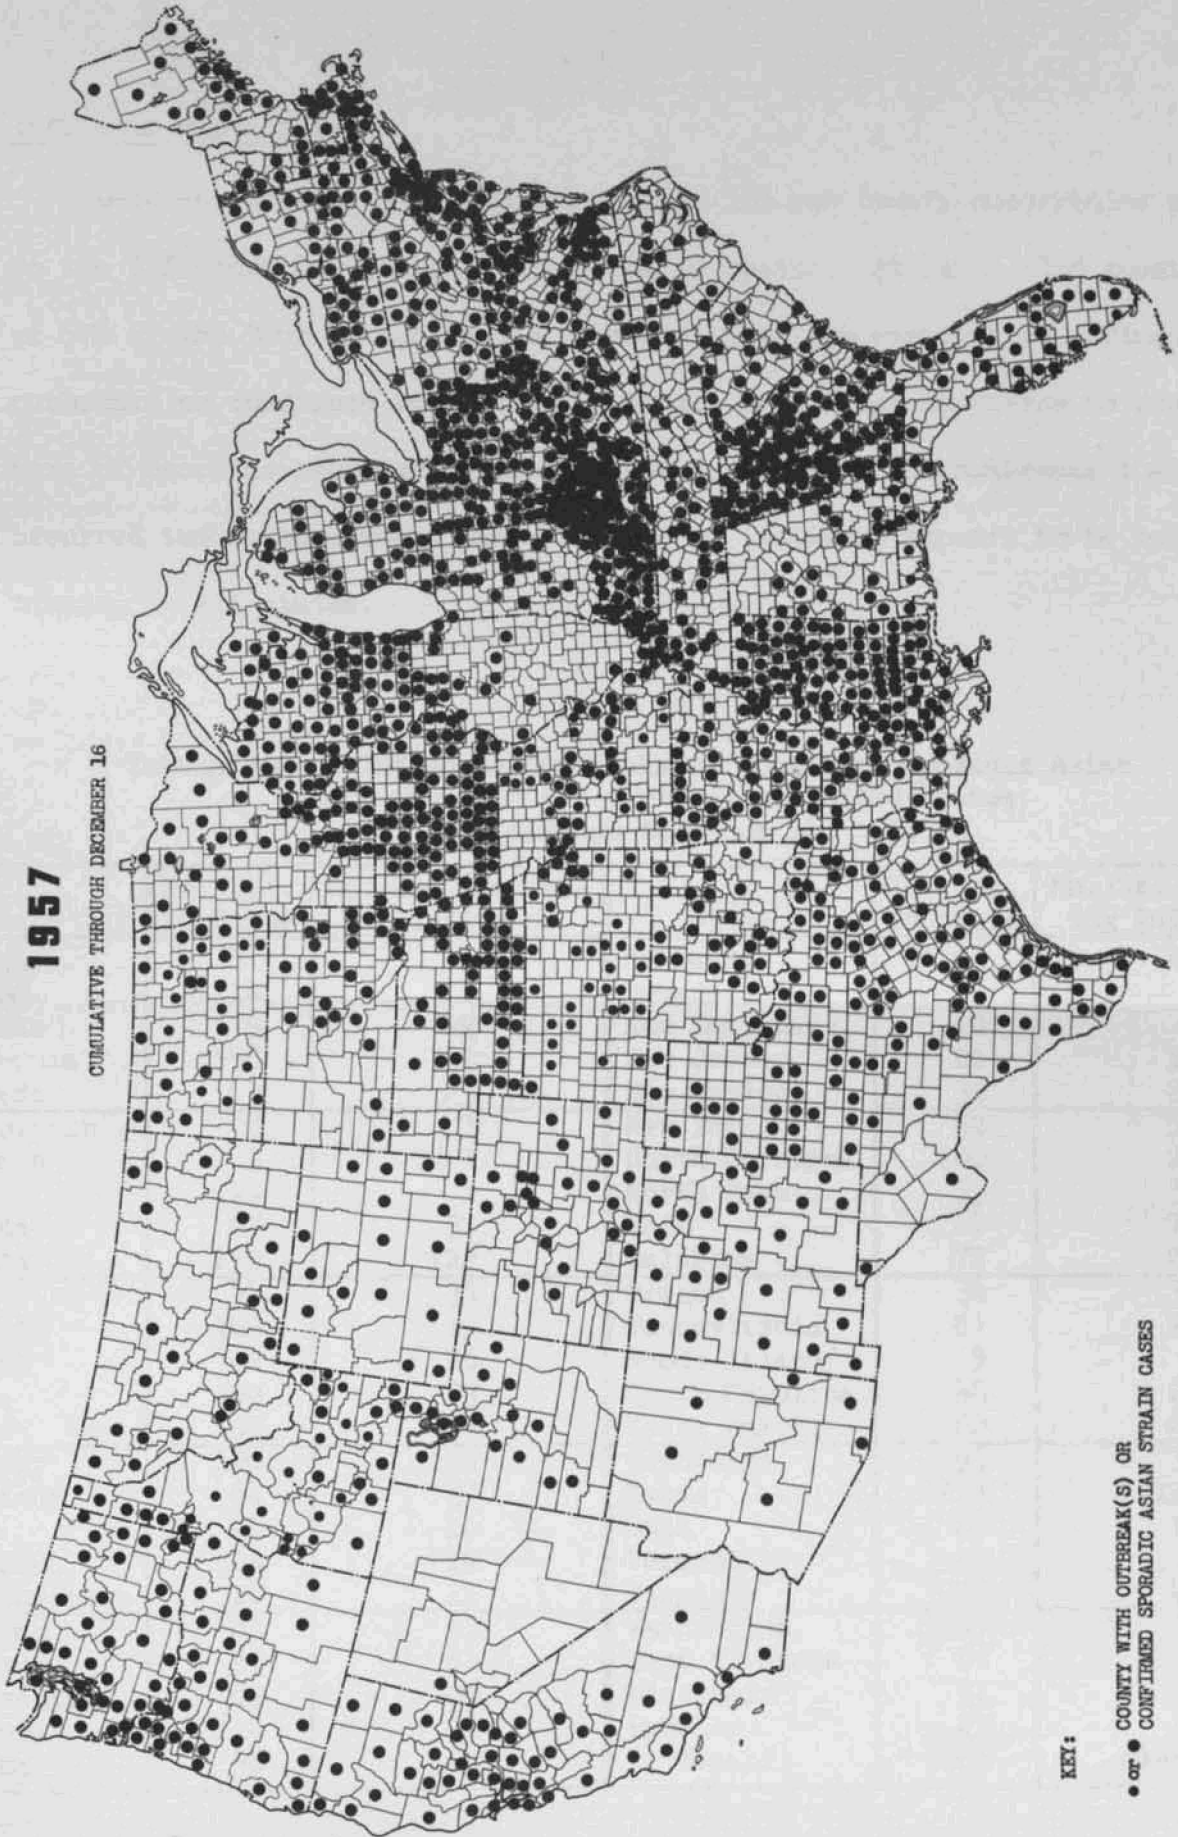 1957
CUMULATIVE THROUGH DECEMBER 16
KEY:
• or ● COUNTY WITH OUTBREAK(S) OR
CONFIRMED SPORADIC ASIAN STRAIN CASES